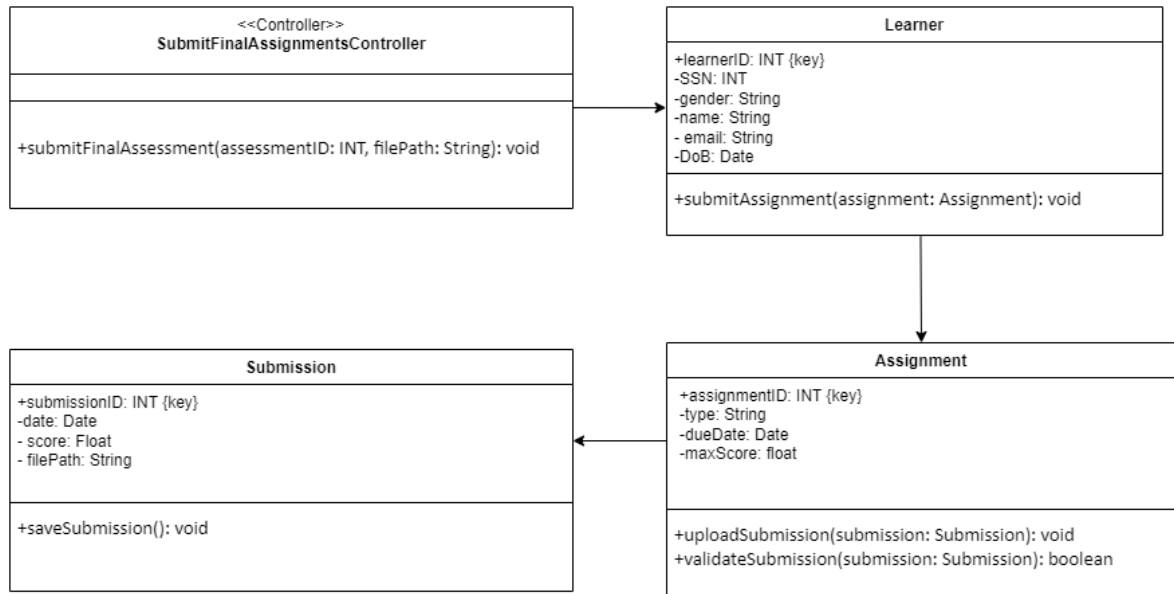 <<Controller>>
SubmitFinalAssignmentsController
+submitFinalAssessment(assessmentID: INT, filePath: String): void
Learner
+learnerID: INT {key}
-SSN: INT
-gender: String
-name: String
- email: String
-DoB: Date
+submitAssignment(assignment: Assignment): void
Submission
+submissionID: INT {key}
-date: Date
- score: Float
- filePath: String
+saveSubmission(): void
Assignment
+assignmentID: INT {key}
-type: String
-dueDate: Date
-maxScore: float
+uploadSubmission(submission: Submission): void
+validateSubmission(submission: Submission): boolean